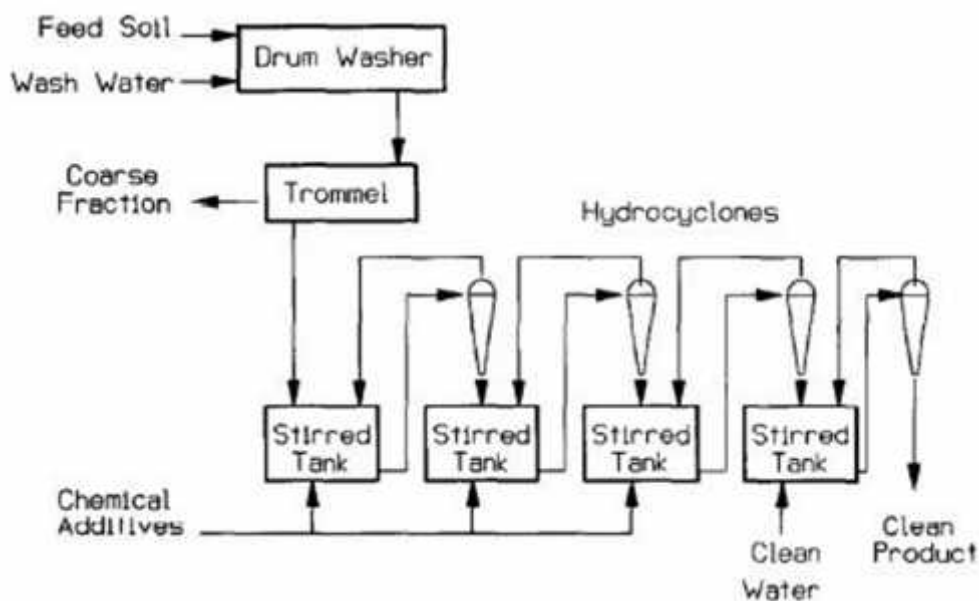 Feed Soil
Wash Water
Drum Washer
Coarse
Fraction
Trommel
Hydrocyclones
Stirred
Tank
Stirred
Tank
Stirred
Tank
Stirred
Tank
Chemical
Additives
Clean
Water
Clean
Product